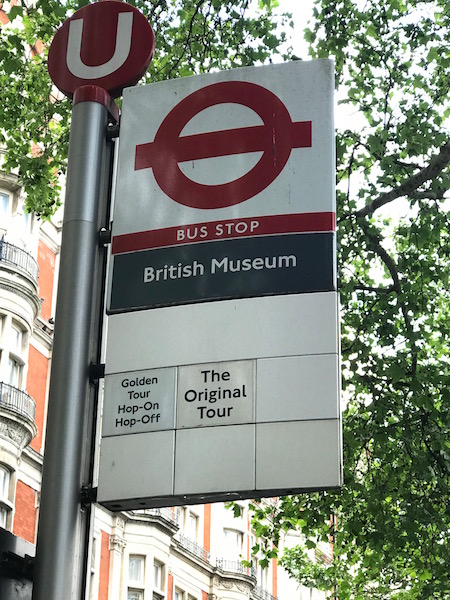 U
BUS STOP
British Museum
Golden
Tour
Hop-On
Hop-Off
The
Original
Tour